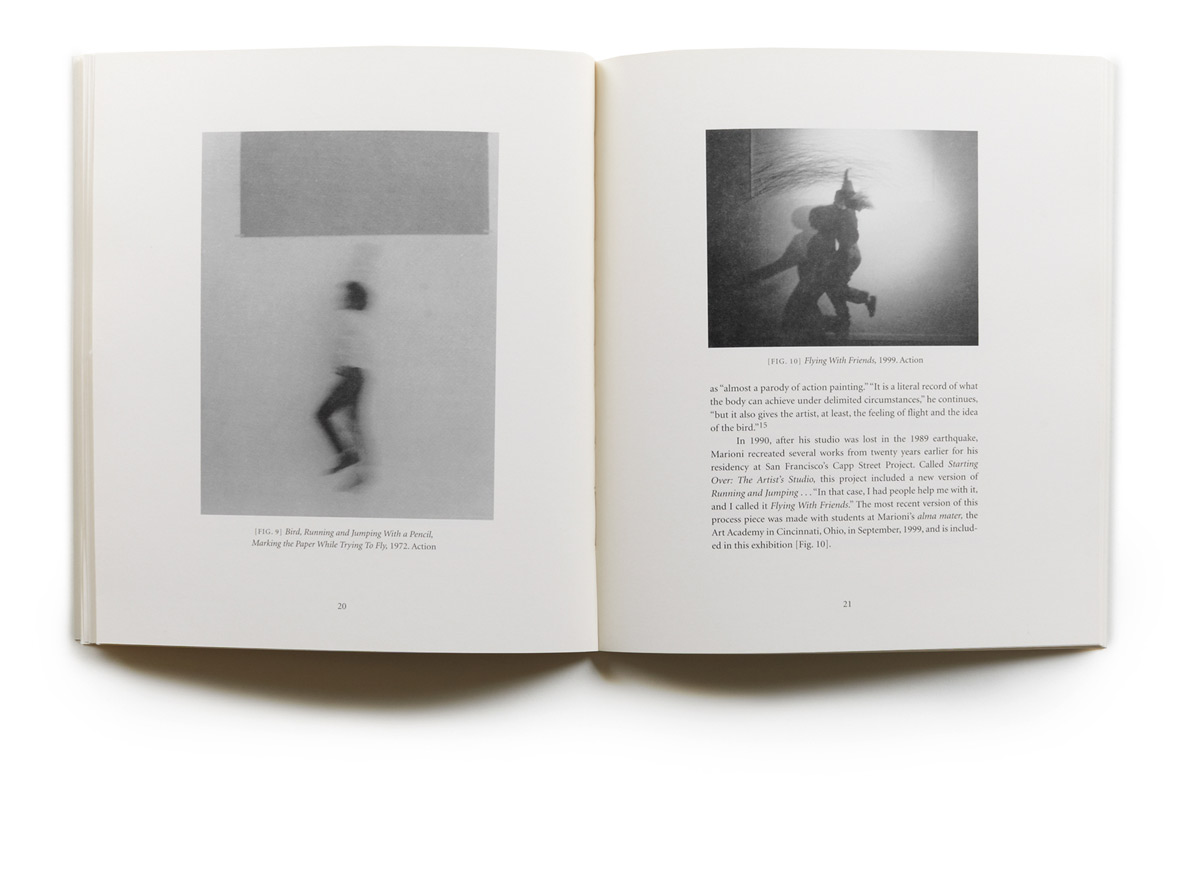 [FIG. 9] Bird, Running and Jumping With a Pencil,
Marking the Paper While Trying To Fly, 1972. Action
20
[FIG. 10] Flying With Friends, 1999. Action
as “almost a parody of action painting.” “It is a literal record of what
the body can achieve under delimited circumstances,” he continues,
“but it also gives the artist, at least, the feeling of flight and the idea
of the bird.”15
In 1990, after his studio was lost in the 1989 earthquake,
Marioni recreated several works from twenty years earlier for his
residency at San Francisco’s Capp Street Project. Called Starting
Over: The Artist’s Studio, this project included a new version of
Running and Jumping . . . “In that case, I had people help me with it,
and I called it Flying With Friends.” The most recent version of this
process piece was made with students at Marioni’s alma mater, the
Art Academy in Cincinnati, Ohio, in September, 1999, and is includ-
ed in this exhibition [Fig. 10].
21